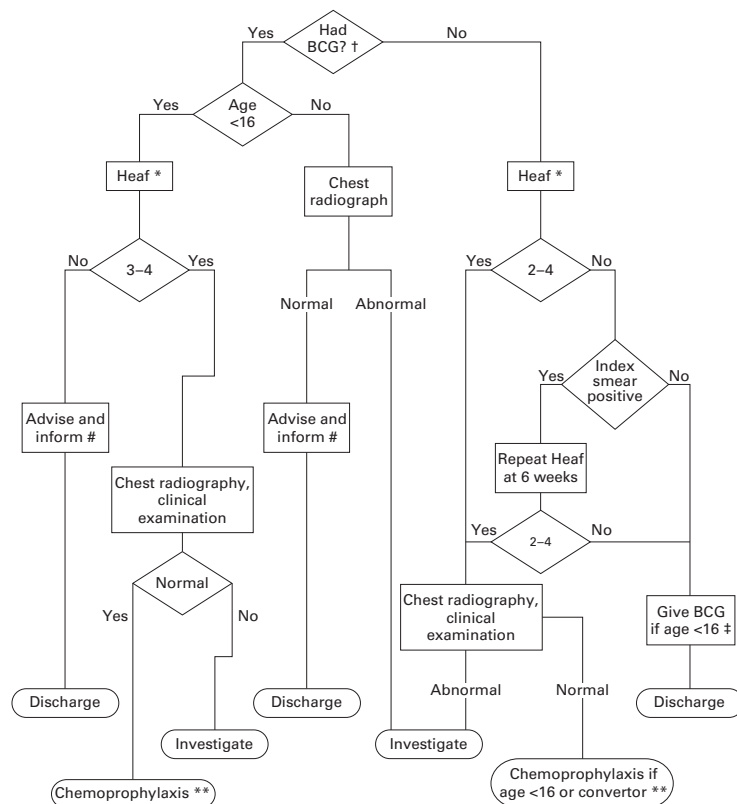 Had
BCG? †
Yes
No
Age
<16
Yes
No
Heaf *
Chest
radiograph
Heaf *
3–4
No
Yes
2–4
Yes
No
Normal
Abnormal
Index
smear
positive
Yes
No
Advise and
inform #
Advise and
inform #
Repeat Heaf
at 6 weeks
Chest radiography,
clinical
examination
2–4
Yes
No
Normal
Yes
No
Chest radiography,
clinical
examination
Give BCG
if age <16 ‡
Abnormal
Normal
Discharge
Discharge
Discharge
Investigate
Investigate
Chemoprophylaxis **
Chemoprophylaxis if
age <16 or convertor **